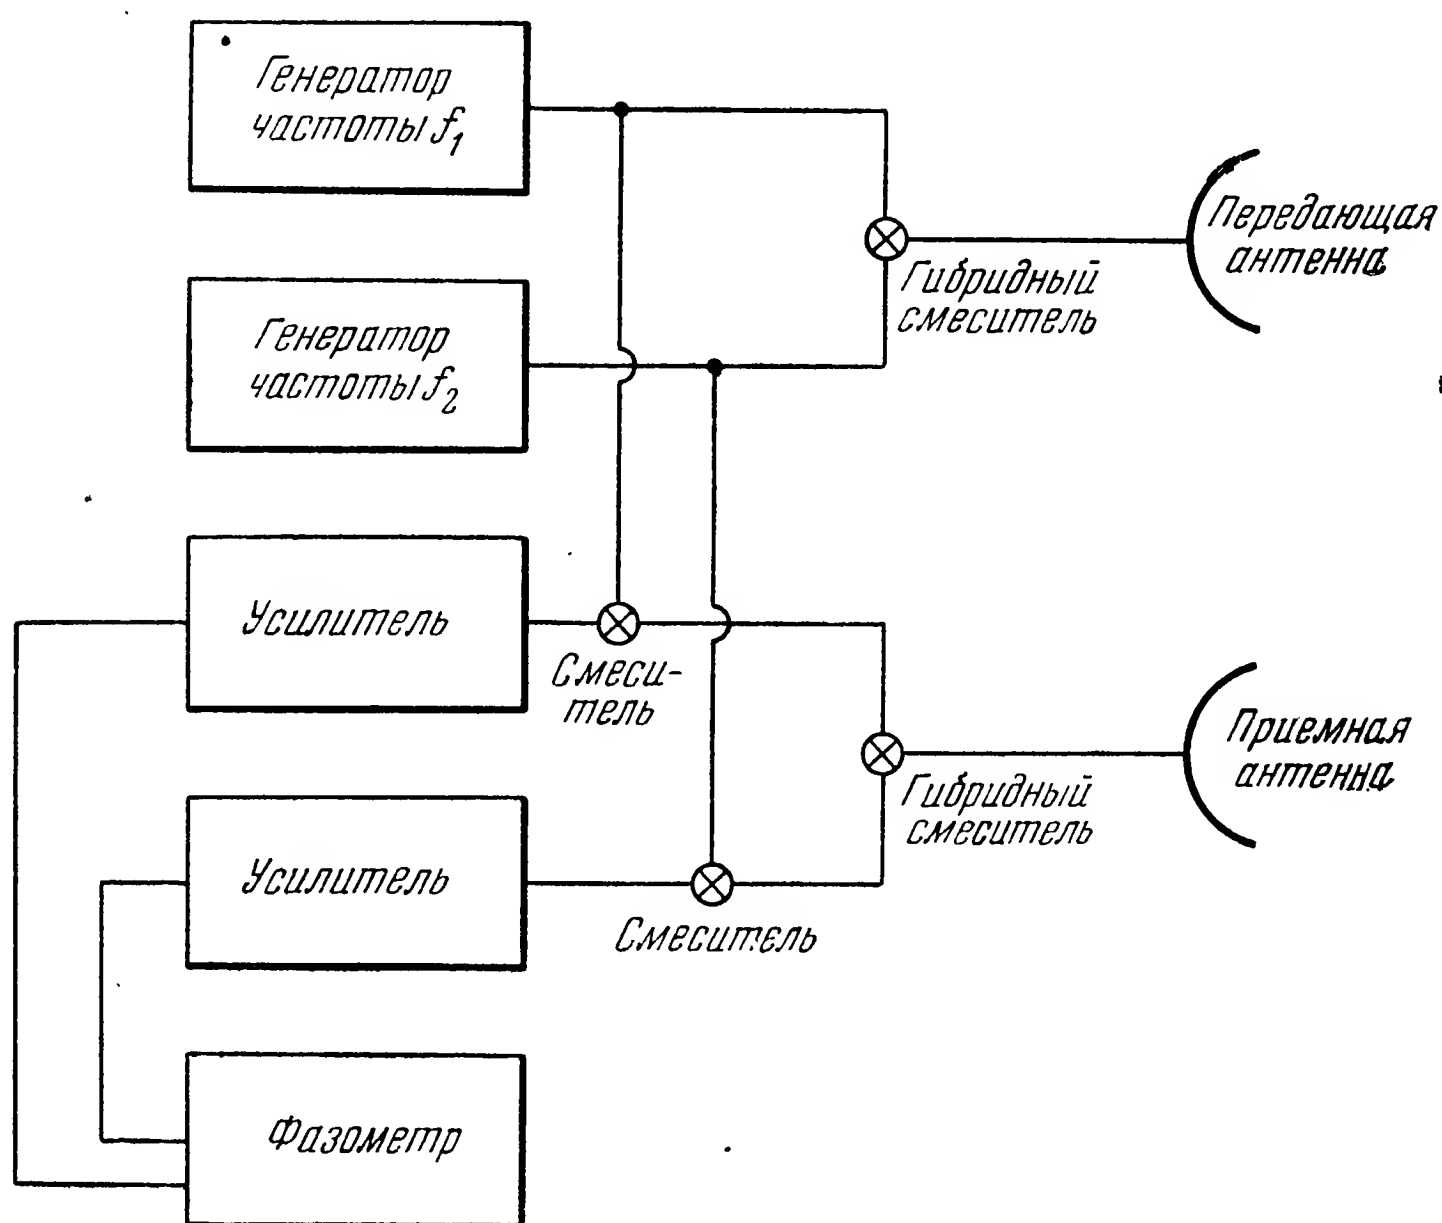 Генератор
частоты f₁
Передающая
антенна
Гибридный
смеситель
Генератор
частоты f₂
Усилитель
Смеси-
тель
Приемная
антенна
Гибридный
смеситель
Усилитель
Смеситель
Фазометр